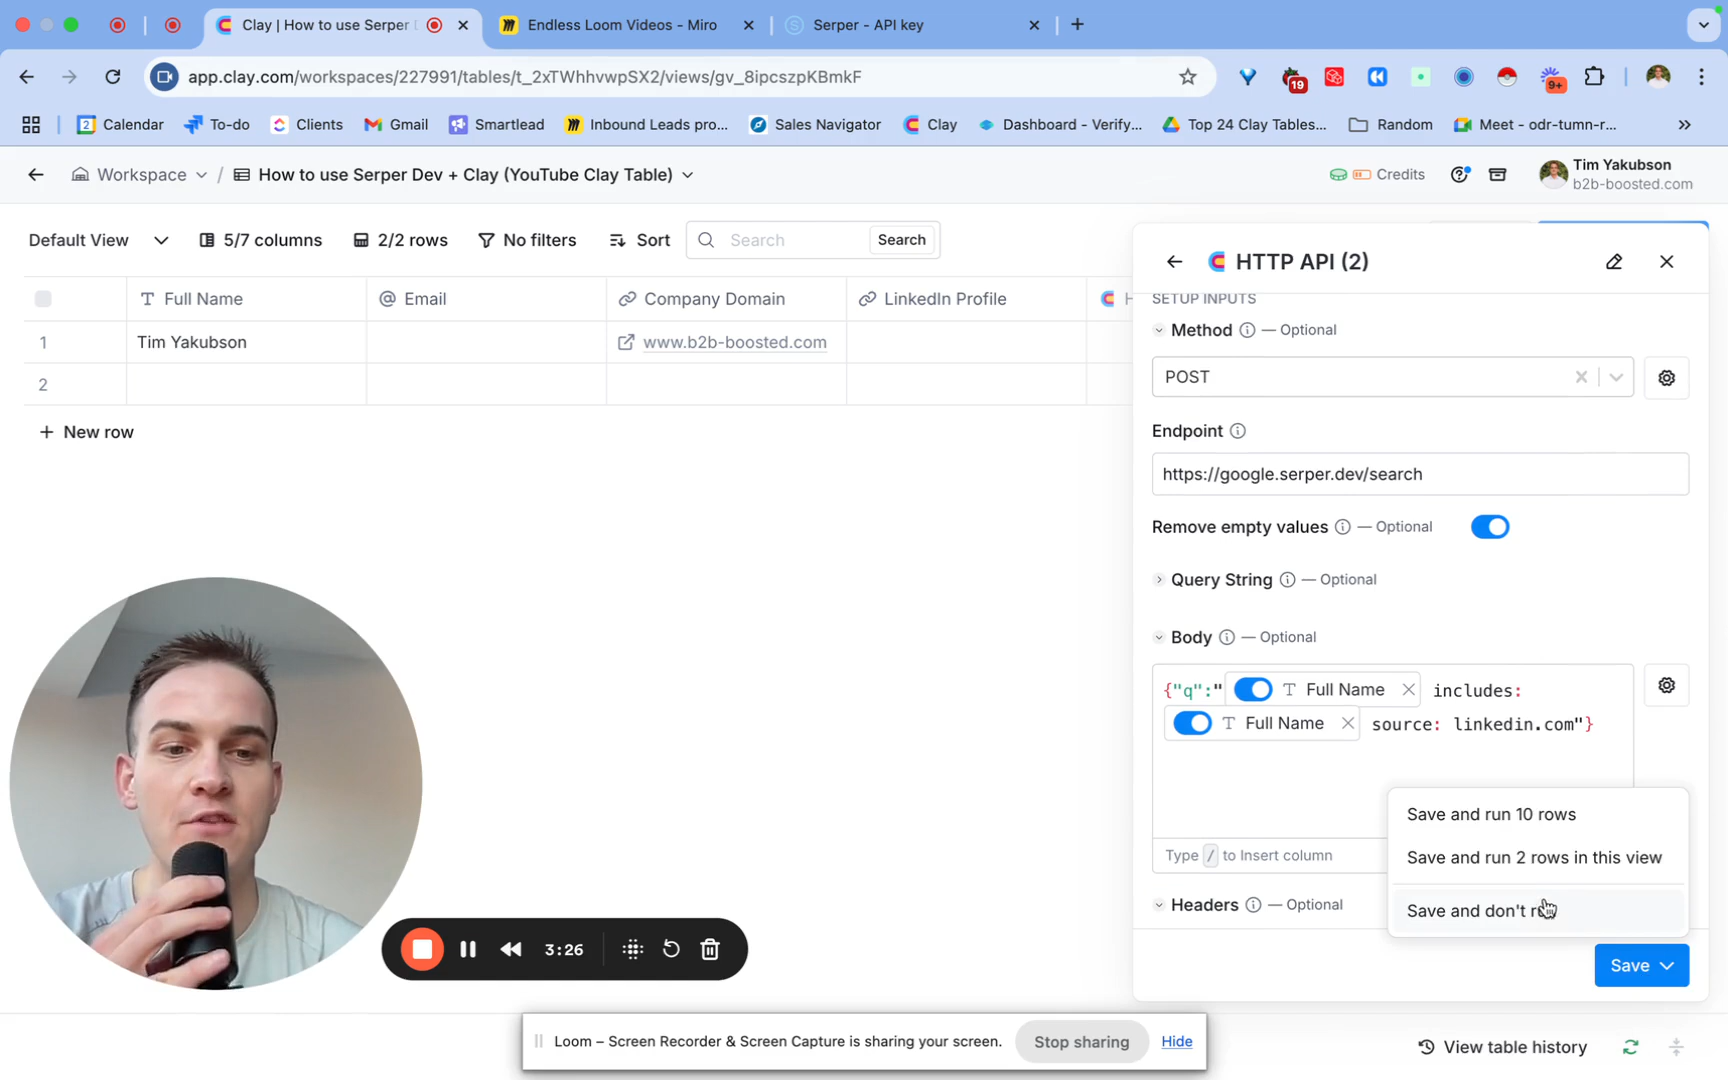 Clay | How to use Serper
Endless Loom Videos - Miro
Serper - API key
app.clay.com/workspaces/227991/tables/t_2xTWhhvwpSX2/views/gv_8ipcszpKBmkF
19
9+
Calendar
To-do
Clients
Gmail
Smartlead
Inbound Leads pro...
Sales Navigator
Clay
Dashboard - Verify,...
Top 24 Clay Tables...
Random
Meet - odr-tumn-r...
Workspace / How to use Serper Dev + Clay (YouTube Clay Table)
Credits
Tim Yakubson
b2b-boosted.com
Default View
5/7 columns
2/2 rows
No filters
Sort
Search
Search
HTTP API (2)
Full Name
Email
Company Domain
LinkedIn Profile
H
1
Tim Yakubson
www.b2b-boosted.com
2
+ New row
SETUP INPUTS
Method — Optional
POST
Endpoint
https://google.serper.dev/search
Remove empty values — Optional
Query String — Optional
Body — Optional
{"q":" Full Name includes:
Full Name source: linkedin.com"}
Type / to Insert column
Save and run 10 rows
Save and run 2 rows in this view
Save and don't
Headers — Optional
Save
3:26
Loom – Screen Recorder & Screen Capture is sharing your screen.
Stop sharing
Hide
View table history